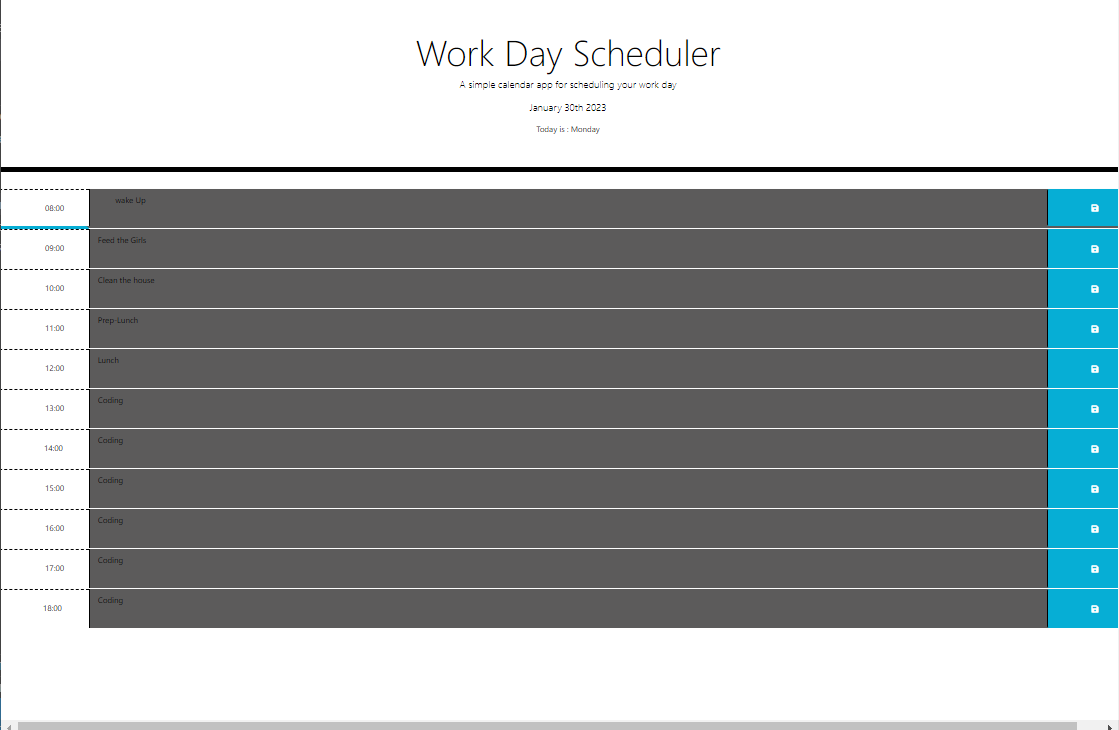 Work Day Scheduler
A simple calendar app for scheduling your work day
January 30th 2023
Today is : Monday
08:00 wake Up
09:00 Feed the Girls
10:00 Clean the house
11:00 Prep-Lunch
12:00 Lunch
13:00 Coding
14:00 Coding
15:00 Coding
16:00 Coding
17:00 Coding
18:00 Coding